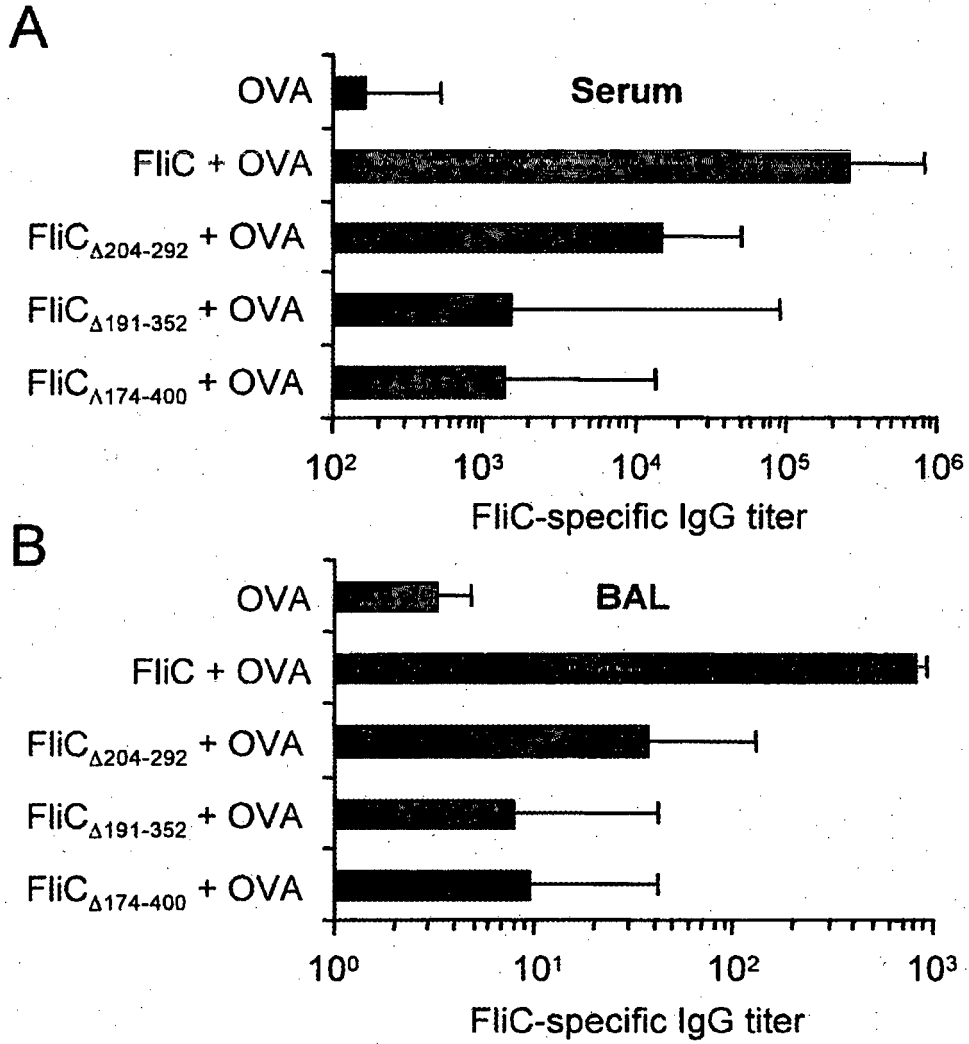 A
Serum
OVA
FliC + OVA
FliCΔ204-292 + OVA
FliCΔ191-352 + OVA
FliCΛ174-400 + OVA
10² 10³ 10⁴ 10⁵ 10⁶
FliC-specific IgG titer
B
BAL
OVA
FliC + OVA
FliCΔ204-292 + OVA
FliCΔ191-352 + OVA
FliCΔ174-400 + OVA
10⁰ 10¹ 10² 10³
FliC-specific IgG titer